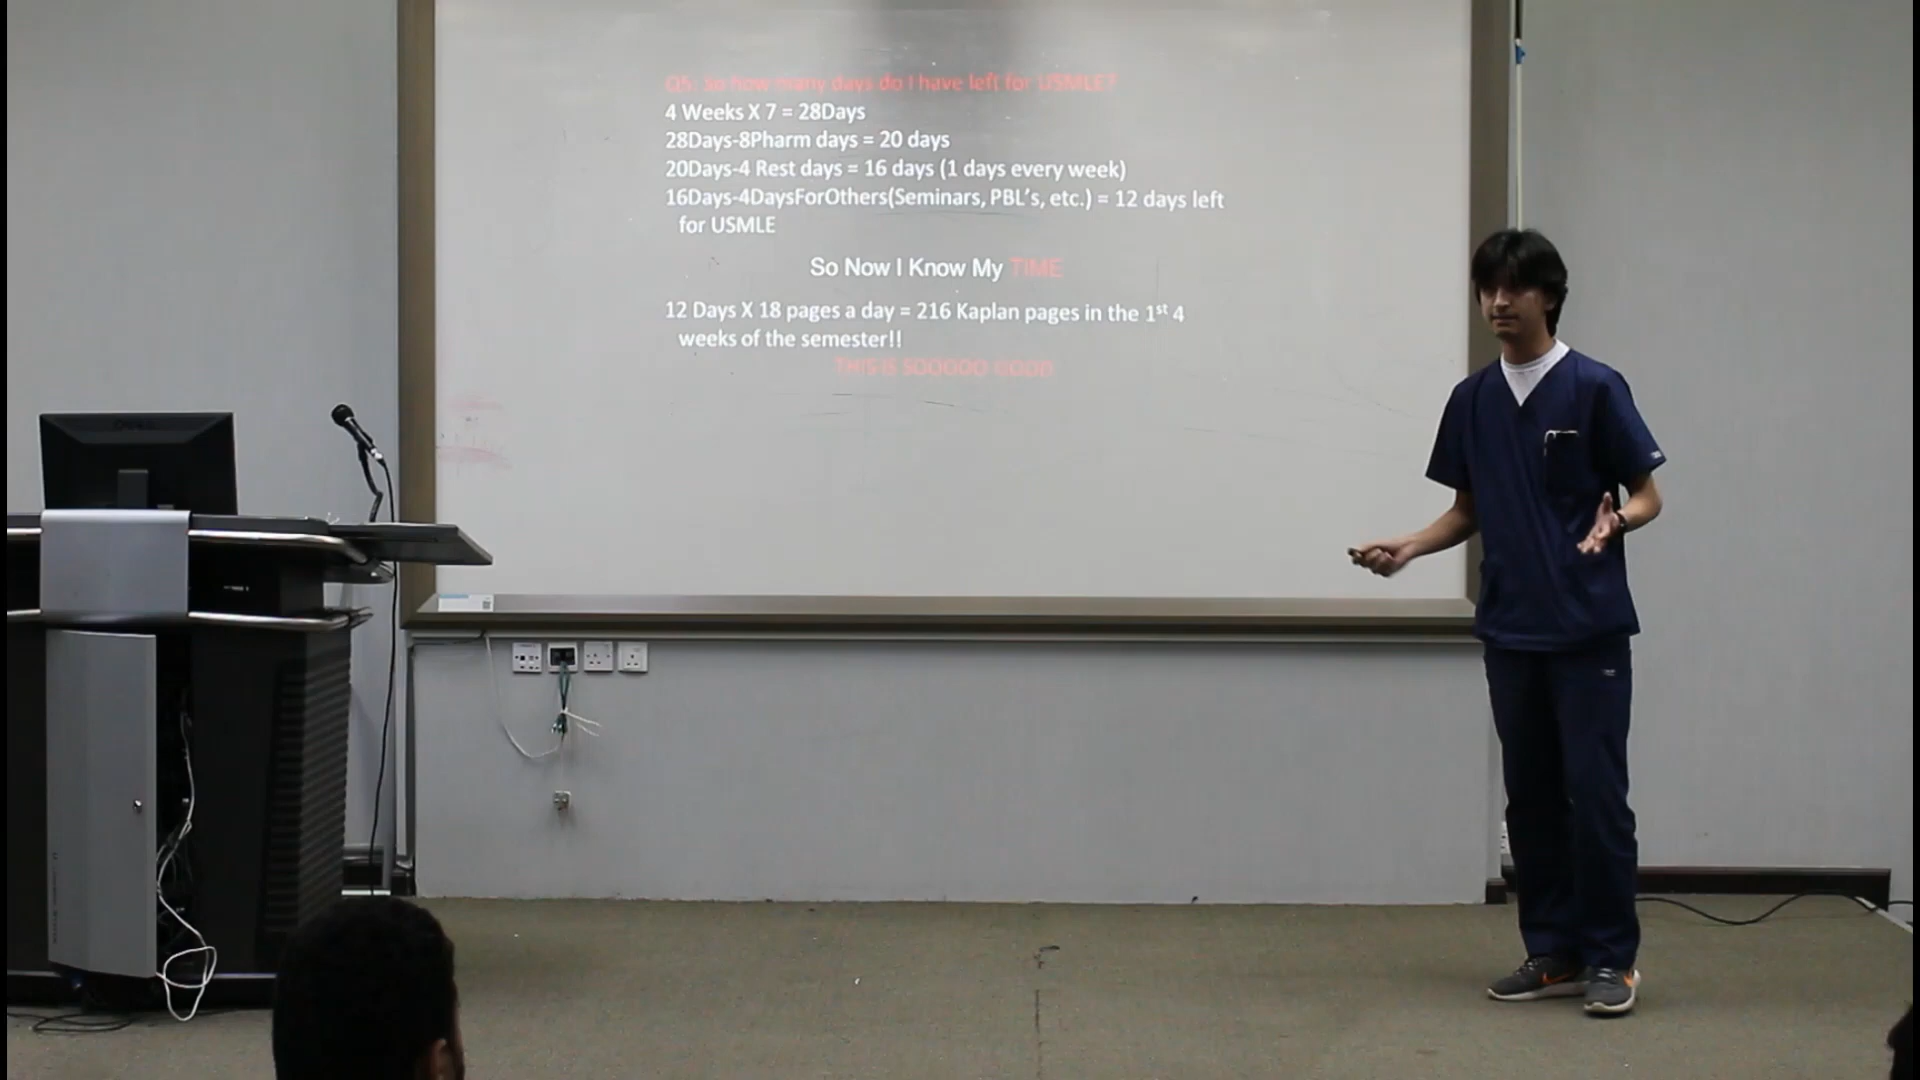 Q5: So how many days do I have left for USMLE?
4 Weeks X 7 = 28Days
28Days-8Pharm days = 20 days
20Days-4 Rest days = 16 days (1 days every week)
16Days-4DaysForOthers(Seminars, PBL's, etc.) = 12 days left
for USMLE
So Now I Know My TIME
12 Days X 18 pages a day = 216 Kaplan pages in the 1st 4
weeks of the semester!!
THIS IS SOOOOO GOOD
DELL